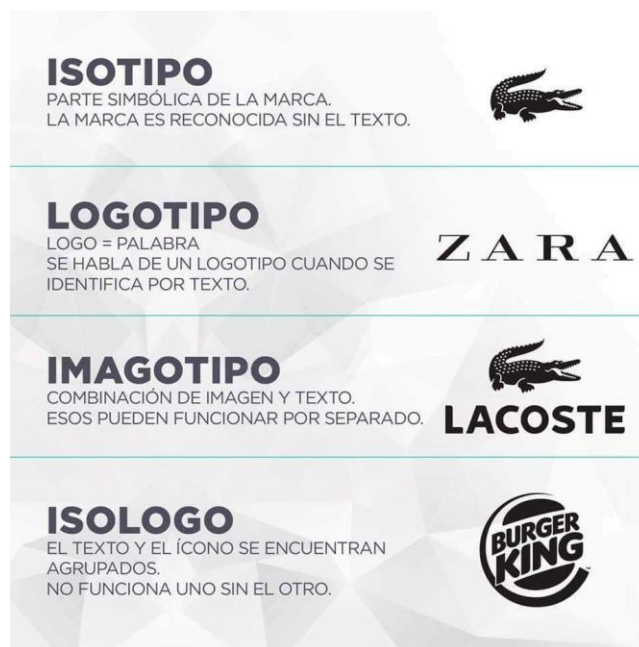 ISOTIPO
PARTE SIMBÓLICA DE LA MARCA.
LA MARCA ES RECONOCIDA SIN EL TEXTO.
LOGOTIPO
LOGO = PALABRA
SE HABLA DE UN LOGOTIPO CUANDO SE
IDENTIFICA POR TEXTO.
ZARA
IMAGOTIPO
COMBINACIÓN DE IMAGEN Y TEXTO.
ESOS PUEDEN FUNCIONAR POR SEPARADO.
LACOSTE
ISOLOGO
EL TEXTO Y EL ÍCONO SE ENCUENTRAN
AGRUPADOS.
NO FUNCIONA UNO SIN EL OTRO.
BURGER
KING